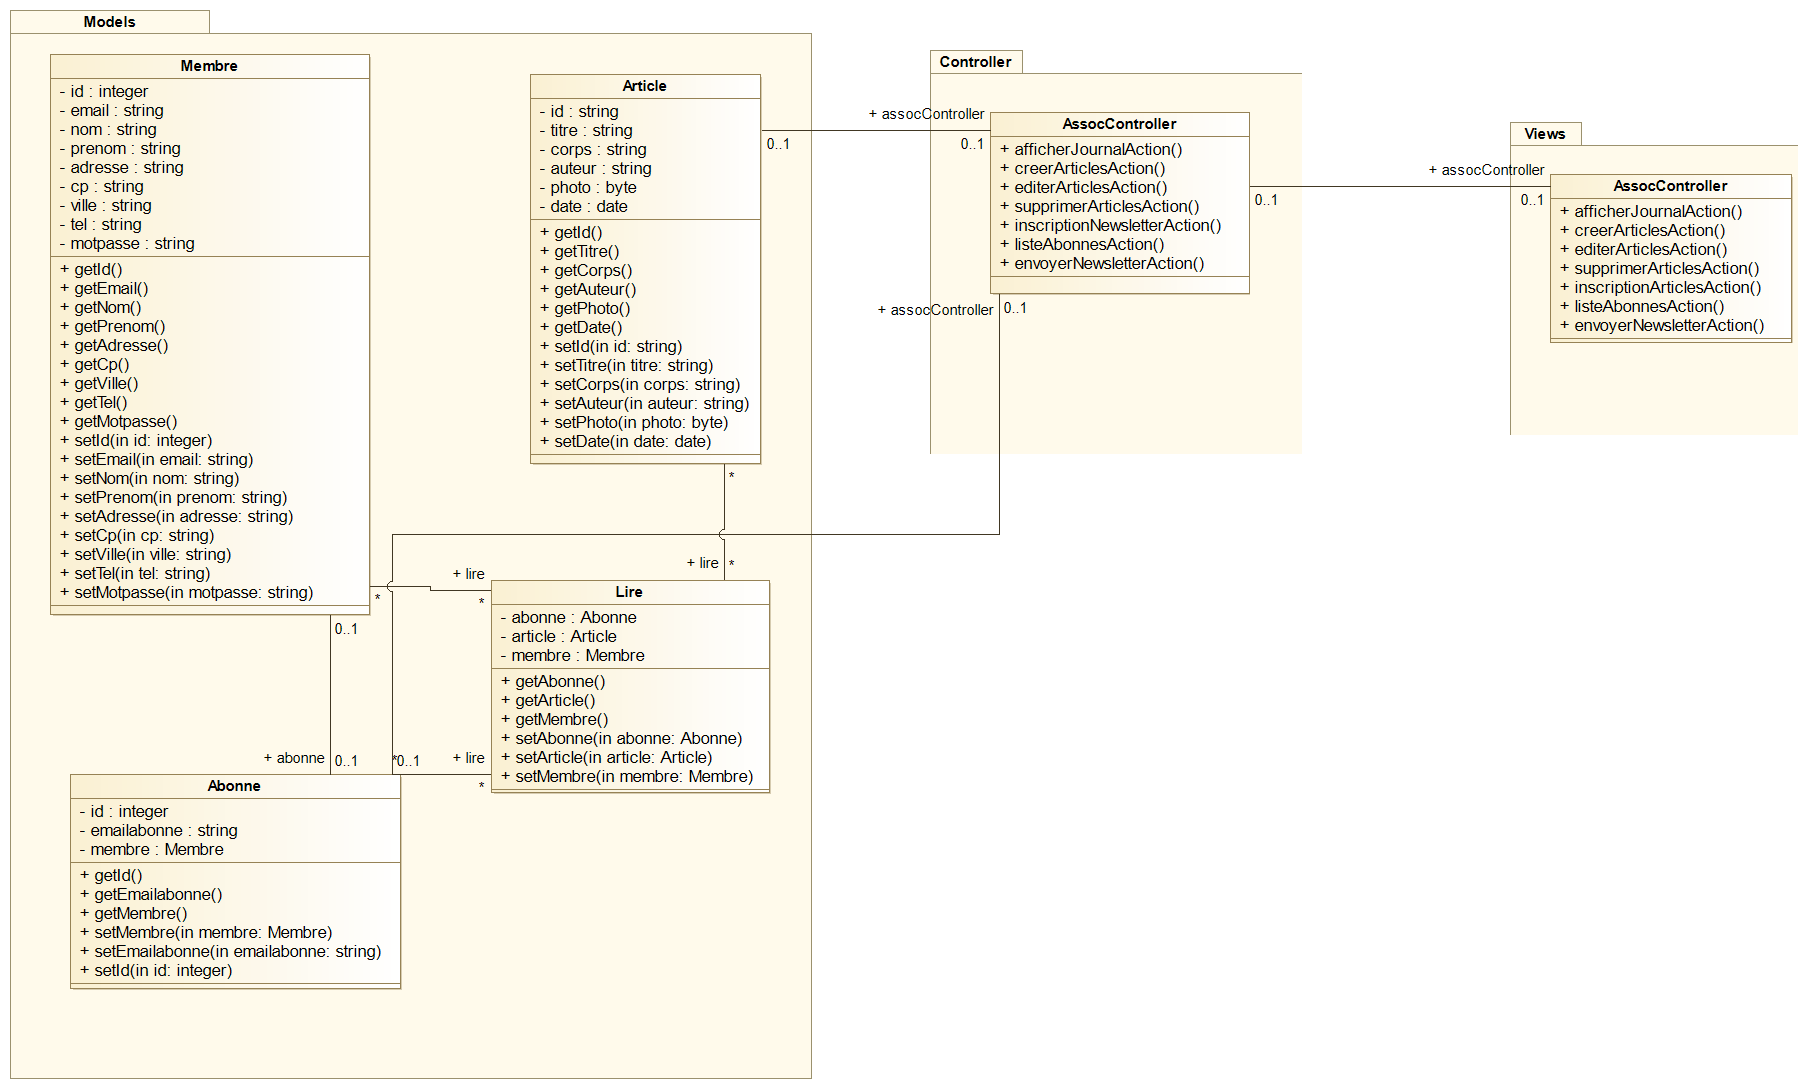 Models
Membre
- id : integer
- email : string
- nom : string
- prenom : string
- adresse : string
- cp : string
- ville : string
- tel : string
- motpasse : string
+ getId()
+ getEmail()
+ getNom()
+ getPrenom()
+ getAdresse()
+ getCp()
+ getVille()
+ getTel()
+ getMotpasse()
+ setId(in id: integer)
+ setEmail(in email: string)
+ setNom(in nom: string)
+ setPrenom(in prenom: string)
+ setAdresse(in adresse: string)
+ setCp(in cp: string)
+ setVille(in ville: string)
+ setTel(in tel: string)
+ setMotpasse(in motpasse: string)
Article
- id : string
- titre : string
- corps : string
- auteur : string
- photo : byte
- date : date
+ getId()
+ getTitre()
+ getCorps()
+ getAuteur()
+ getPhoto()
+ getDate()
+ setId(in id: string)
+ setTitre(in titre: string)
+ setCorps(in corps: string)
+ setAuteur(in auteur: string)
+ setPhoto(in photo: byte)
+ setDate(in date: date)
*
+ lire *
+ lire
* *
Lire
- abonne : Abonne
- article : Article
- membre : Membre
+ getAbonne()
+ getArticle()
+ getMembre()
+ setAbonne(in abonne: Abonne)
+ setArticle(in article: Article)
+ setMembre(in membre: Membre)
0..1
+ abonne 0..1
*0..1
+ lire
*
Abonne
- id : integer
- emailabonne : string
- membre : Membre
+ getId()
+ getEmailabonne()
+ getMembre()
+ setMembre(in membre: Membre)
+ setEmailabonne(in emailabonne: string)
+ setId(in id: integer)
Controller
+ assocController
0..1 0..1
AssocController
+ afficherJournalAction()
+ creerArticlesAction()
+ editerArticlesAction()
+ supprimerArticlesAction()
+ inscriptionNewsletterAction()
+ listeAbonnesAction()
+ envoyerNewsletterAction()
+ assocController 0..1
Views
+ assocController
0..1 0..1
AssocController
+ afficherJournalAction()
+ creerArticlesAction()
+ editerArticlesAction()
+ supprimerArticlesAction()
+ inscriptionArticlesAction()
+ listeAbonnesAction()
+ envoyerNewsletterAction()